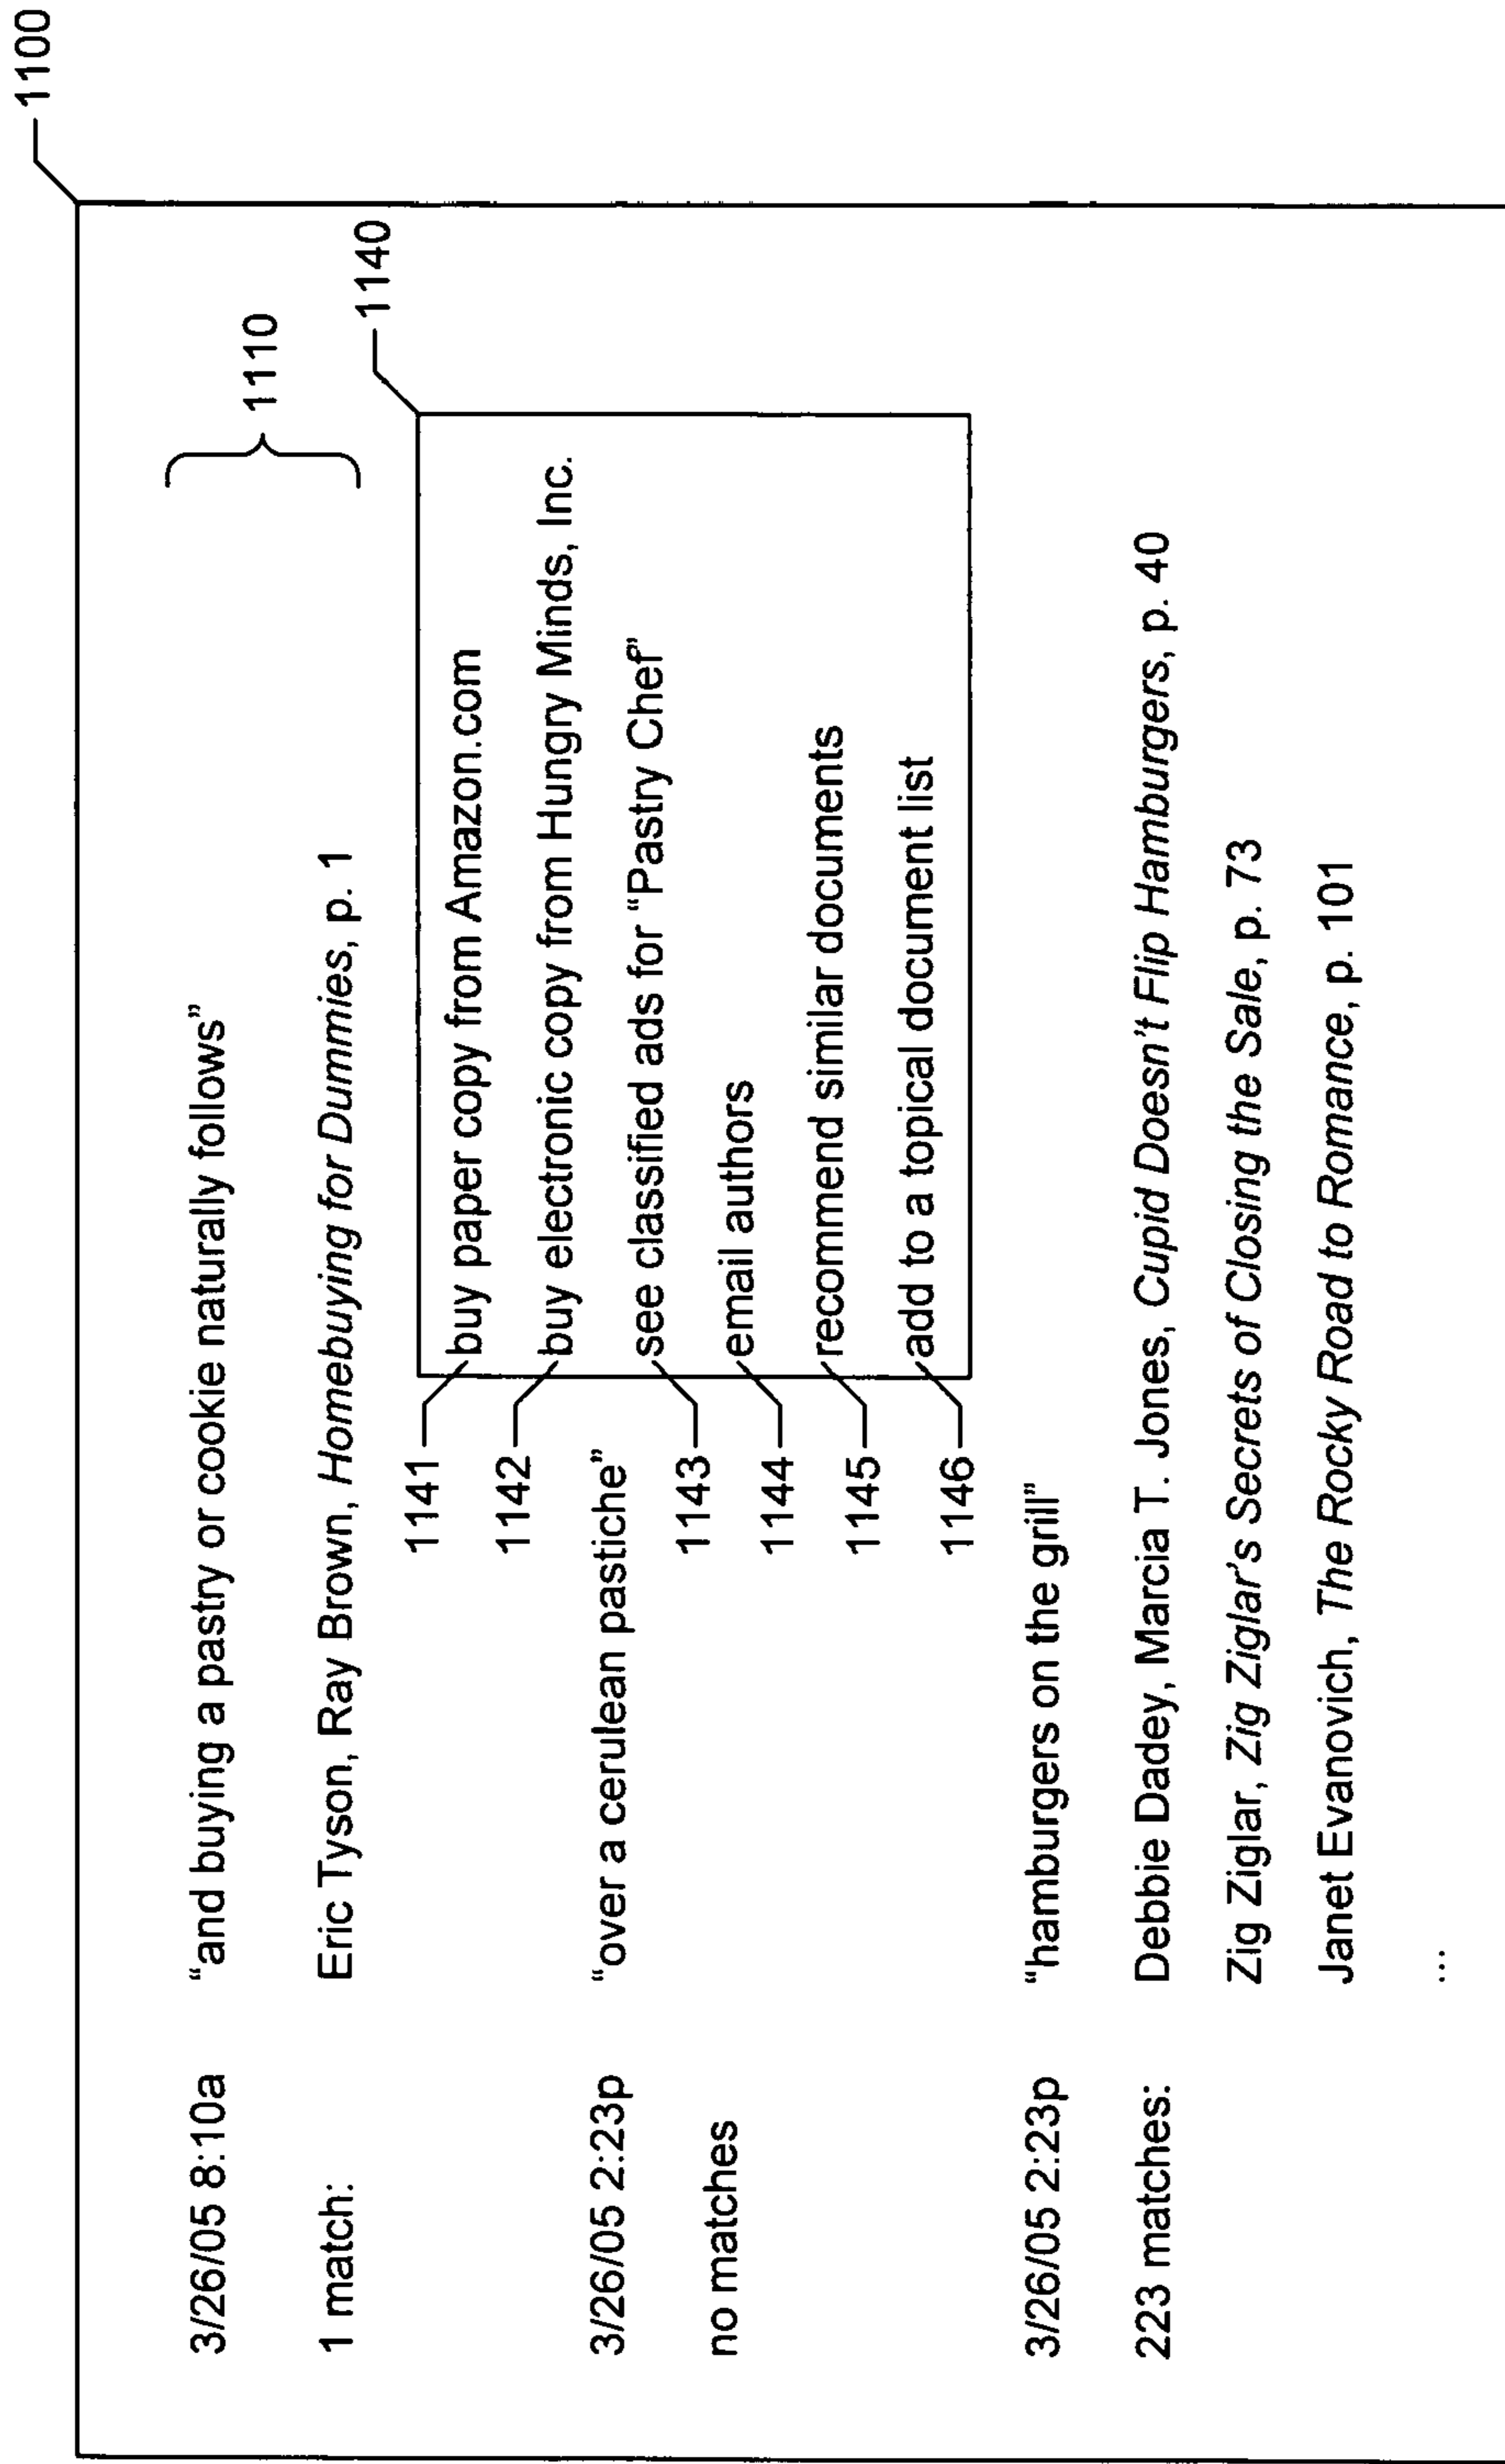 1100
3/26/05 8:10a “and buying a pastry or cookie naturally follows”
1110
1 match: Eric Tyson, Ray Brown, Homebuying for Dummies, p. 1
1140
1141 buy paper copy from Amazon.com
1142 buy electronic copy from Hungry Minds, Inc.
3/26/05 2:23p “over a cerulean pastiche”
1143 see classified ads for “Pastry Chef”
no matches
1144 email authors
1145 recommend similar documents
1146 add to a topical document list
3/26/05 2:23p “hamburgers on the grill”
223 matches: Debbie Dadey, Marcia T. Jones, Cupid Doesn’t Flip Hamburgers, p. 40
Zig Ziglar, Zig Ziglar’s Secrets of Closing the Sale, p. 73
Janet Evanovich, The Rocky Road to Romance, p. 101
...